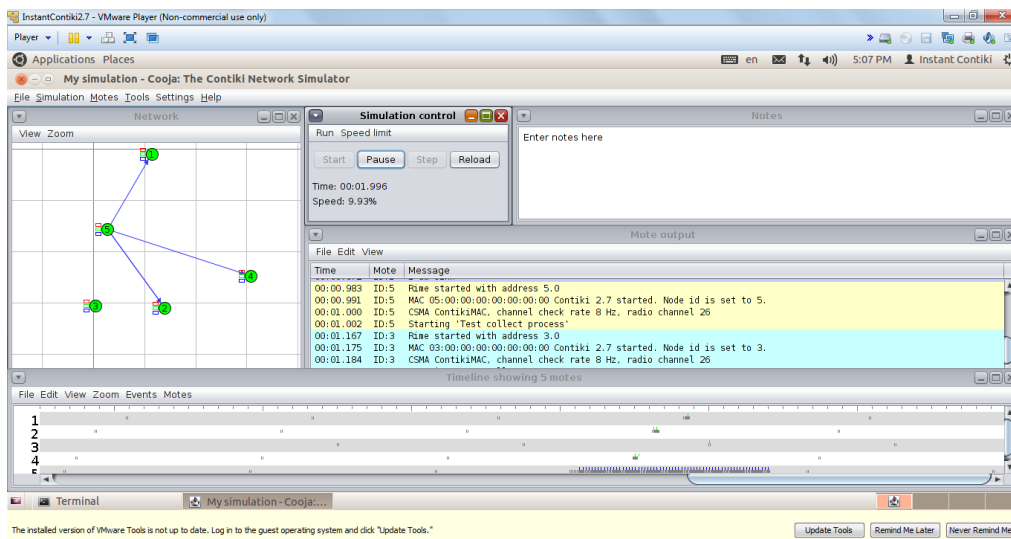 InstantContiki2.7 - VMware Player (Non-commercial use only)
Player
Applications Places
en
5:07 PM
Instant Contiki
My simulation - Cooja: The Contiki Network Simulator
File Simulation Motes Tools Settings Help
Network
View Zoom
1
5
4
3
2
Simulation control
Run Speed limit
Start Pause Step Reload
Time: 00:01.996
Speed: 9.93%
Notes
Enter notes here
Mote output
File Edit View
Time Mote Message
00:00.983 ID:5 Rime started with address 5.0
00:00.991 ID:5 MAC 05:00:00:00:00:00:00:00 Contiki 2.7 started. Node id is set to 5.
00:01.000 ID:5 CSMA ContikiMAC, channel check rate 8 Hz, radio channel 26
00:01.002 ID:5 Starting 'Test collect process'
00:01.167 ID:3 Rime started with address 3.0
00:01.175 ID:3 MAC 03:00:00:00:00:00:00:00 Contiki 2.7 started. Node id is set to 3.
00:01.184 ID:3 CSMA ContikiMAC, channel check rate 8 Hz, radio channel 26
Timeline showing 5 motes
File Edit View Zoom Events Motes
1
2
3
4
5
Terminal
My simulation - Cooja:...
The installed version of VMware Tools is not up to date. Log in to the guest operating system and click "Update Tools."
Update Tools Remind Me Later Never Remind Me